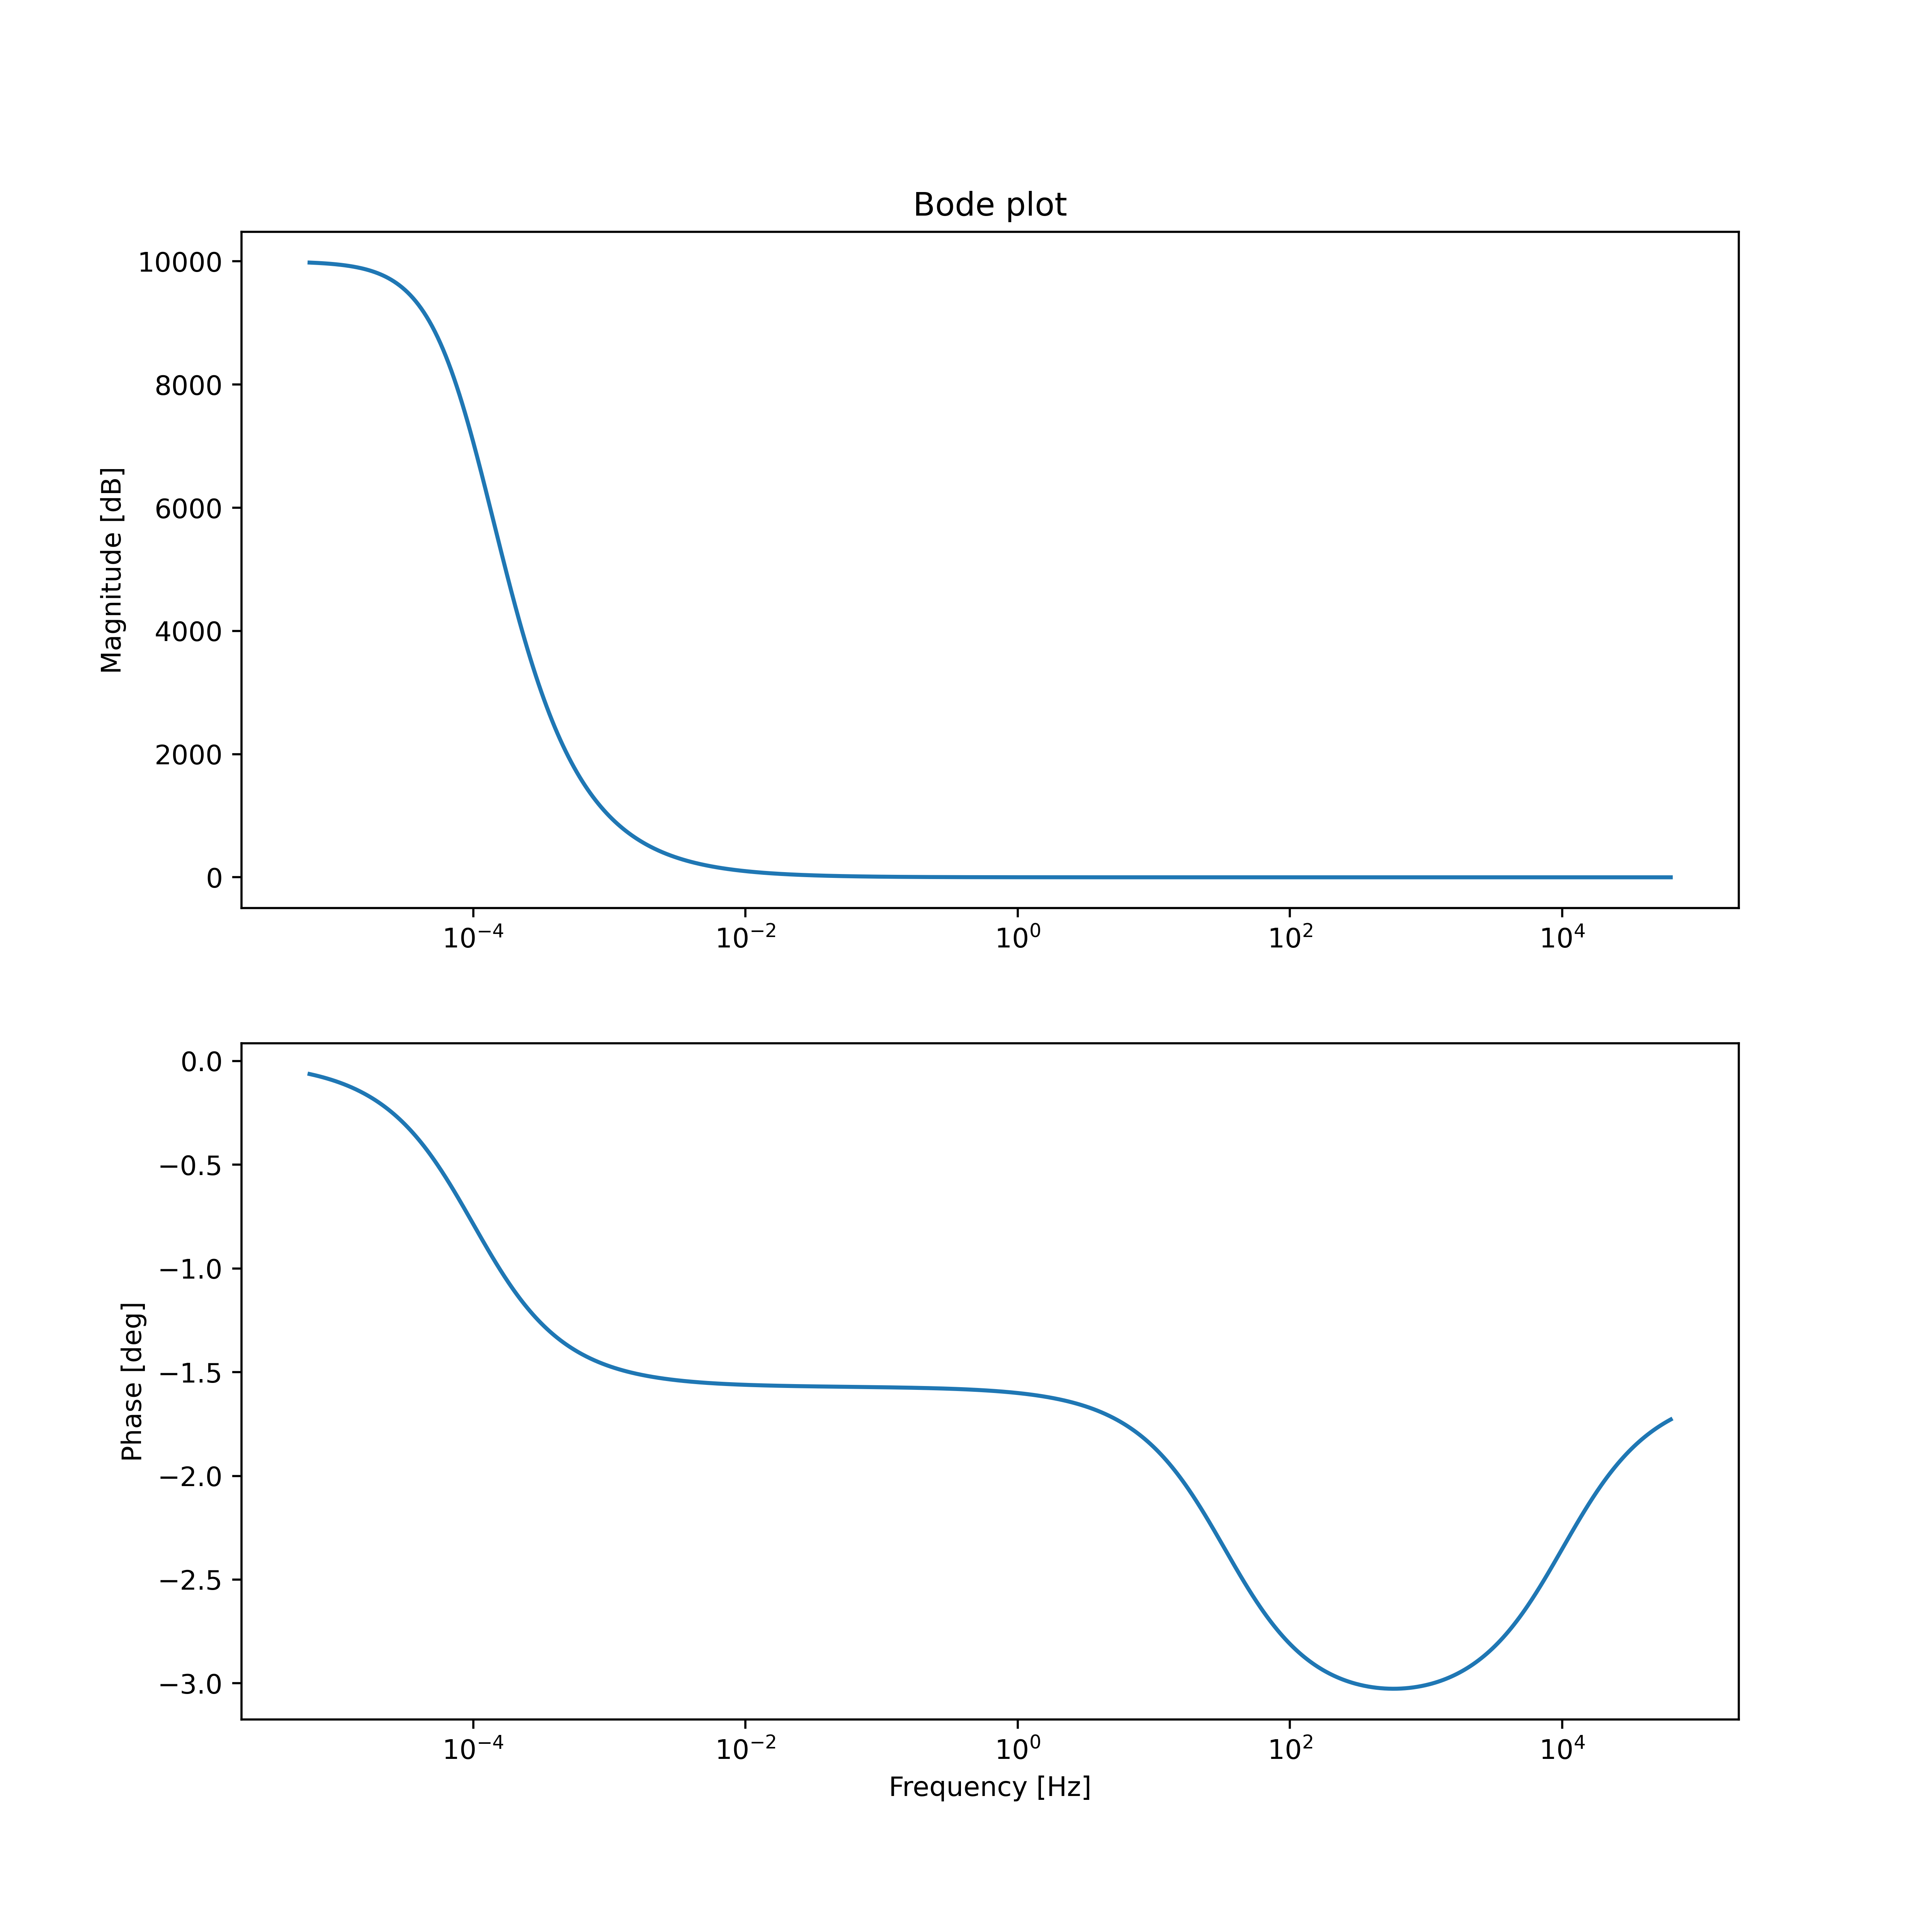 Bode plot
Magnitude [dB]
10000
8000
6000
4000
2000
0
10⁻⁴ 10⁻² 10⁰ 10² 10⁴
Phase [deg]
0.0
−0.5
−1.0
−1.5
−2.0
−2.5
−3.0
10⁻⁴ 10⁻² 10⁰ 10² 10⁴
Frequency [Hz]